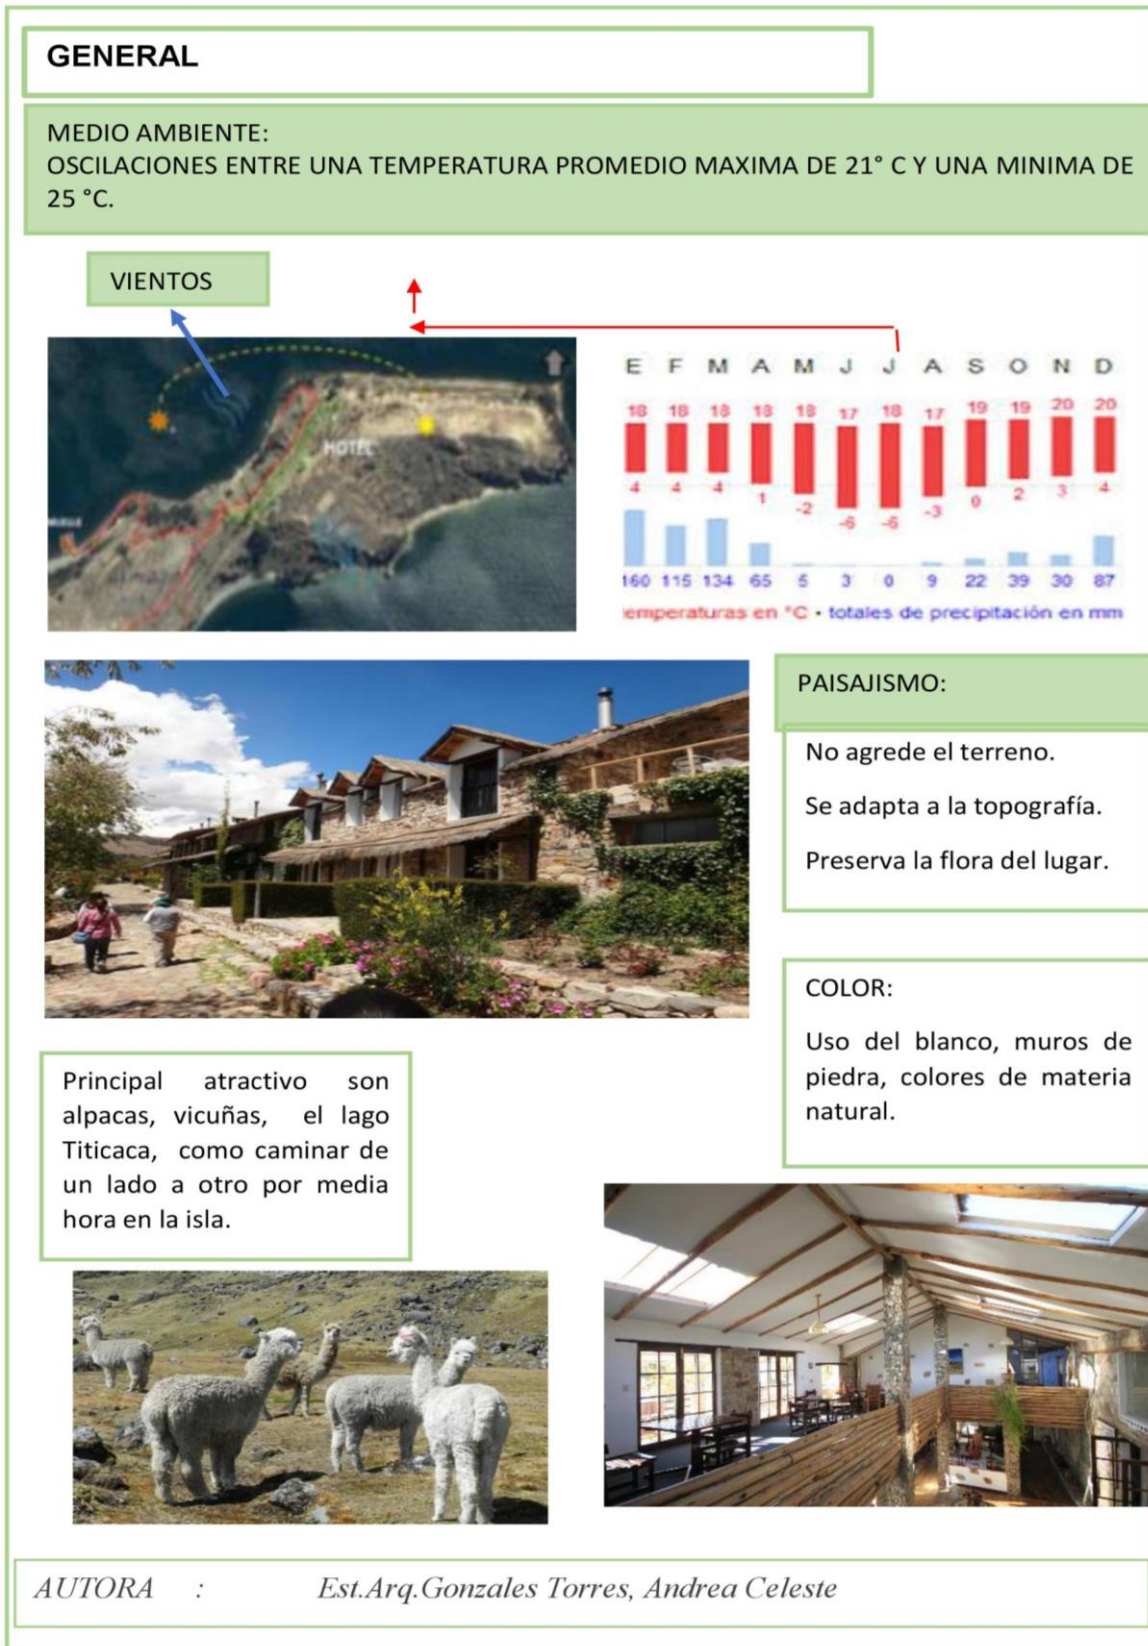 GENERAL
MEDIO AMBIENTE:
OSCILACIONES ENTRE UNA TEMPERATURA PROMEDIO MAXIMA DE 21° C Y UNA MINIMA DE
25 °C.
VIENTOS
HOTEL
E F M A M J J A S O N D
18 18 18 18 18 17 18 17 19 19 20 20
4 4 4 1 -2 -6 -6 -3 0 2 3 4
160 115 134 65 5 3 0 9 22 39 30 87
emperaturas en °C • totales de precipitación en mm
PAISAJISMO:
No agrede el terreno.
Se adapta a la topografía.
Preserva la flora del lugar.
COLOR:
Uso del blanco, muros de
piedra, colores de materia
natural.
Principal atractivo son
alpacas, vicuñas, el lago
Titicaca, como caminar de
un lado a otro por media
hora en la isla.
AUTORA : Est.Arq.Gonzales Torres, Andrea Celeste